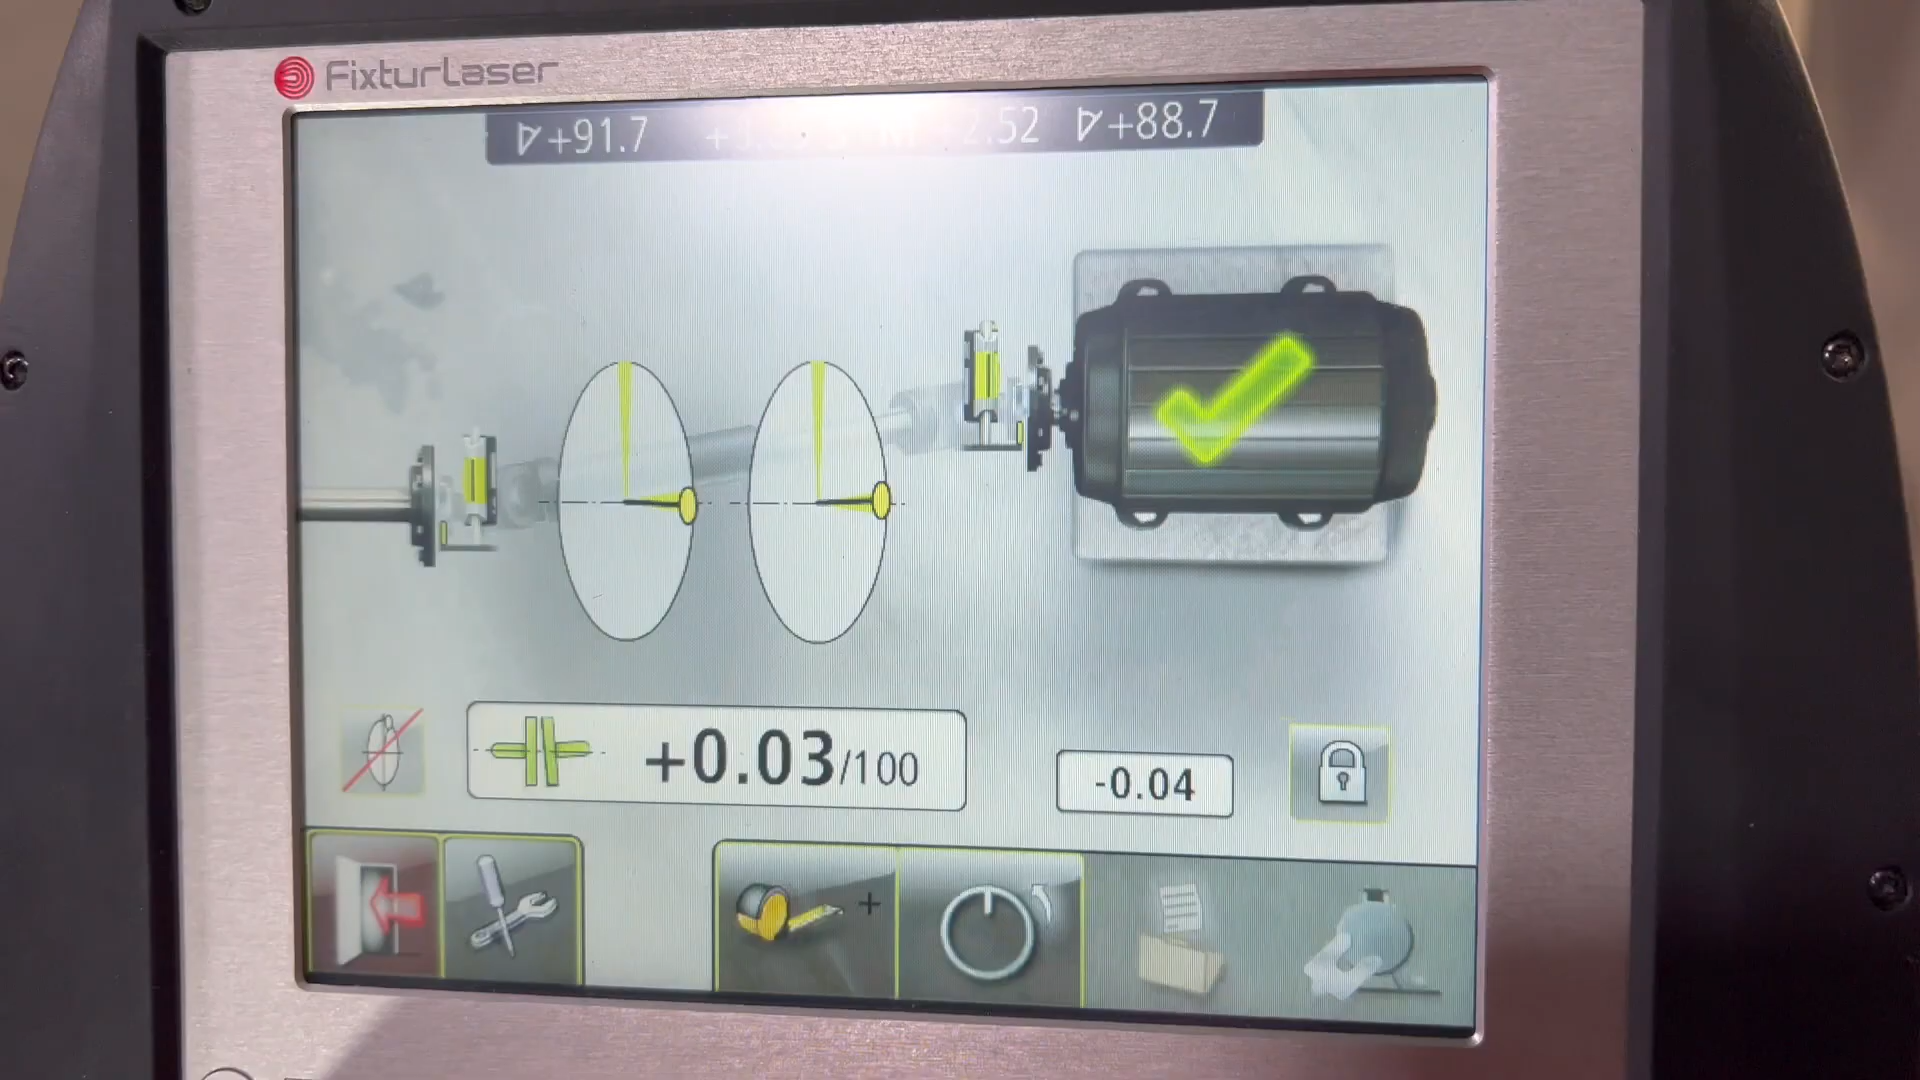 FixturLaser
+91.7 2.52 +88.7
+0.03/100
-0.04
+